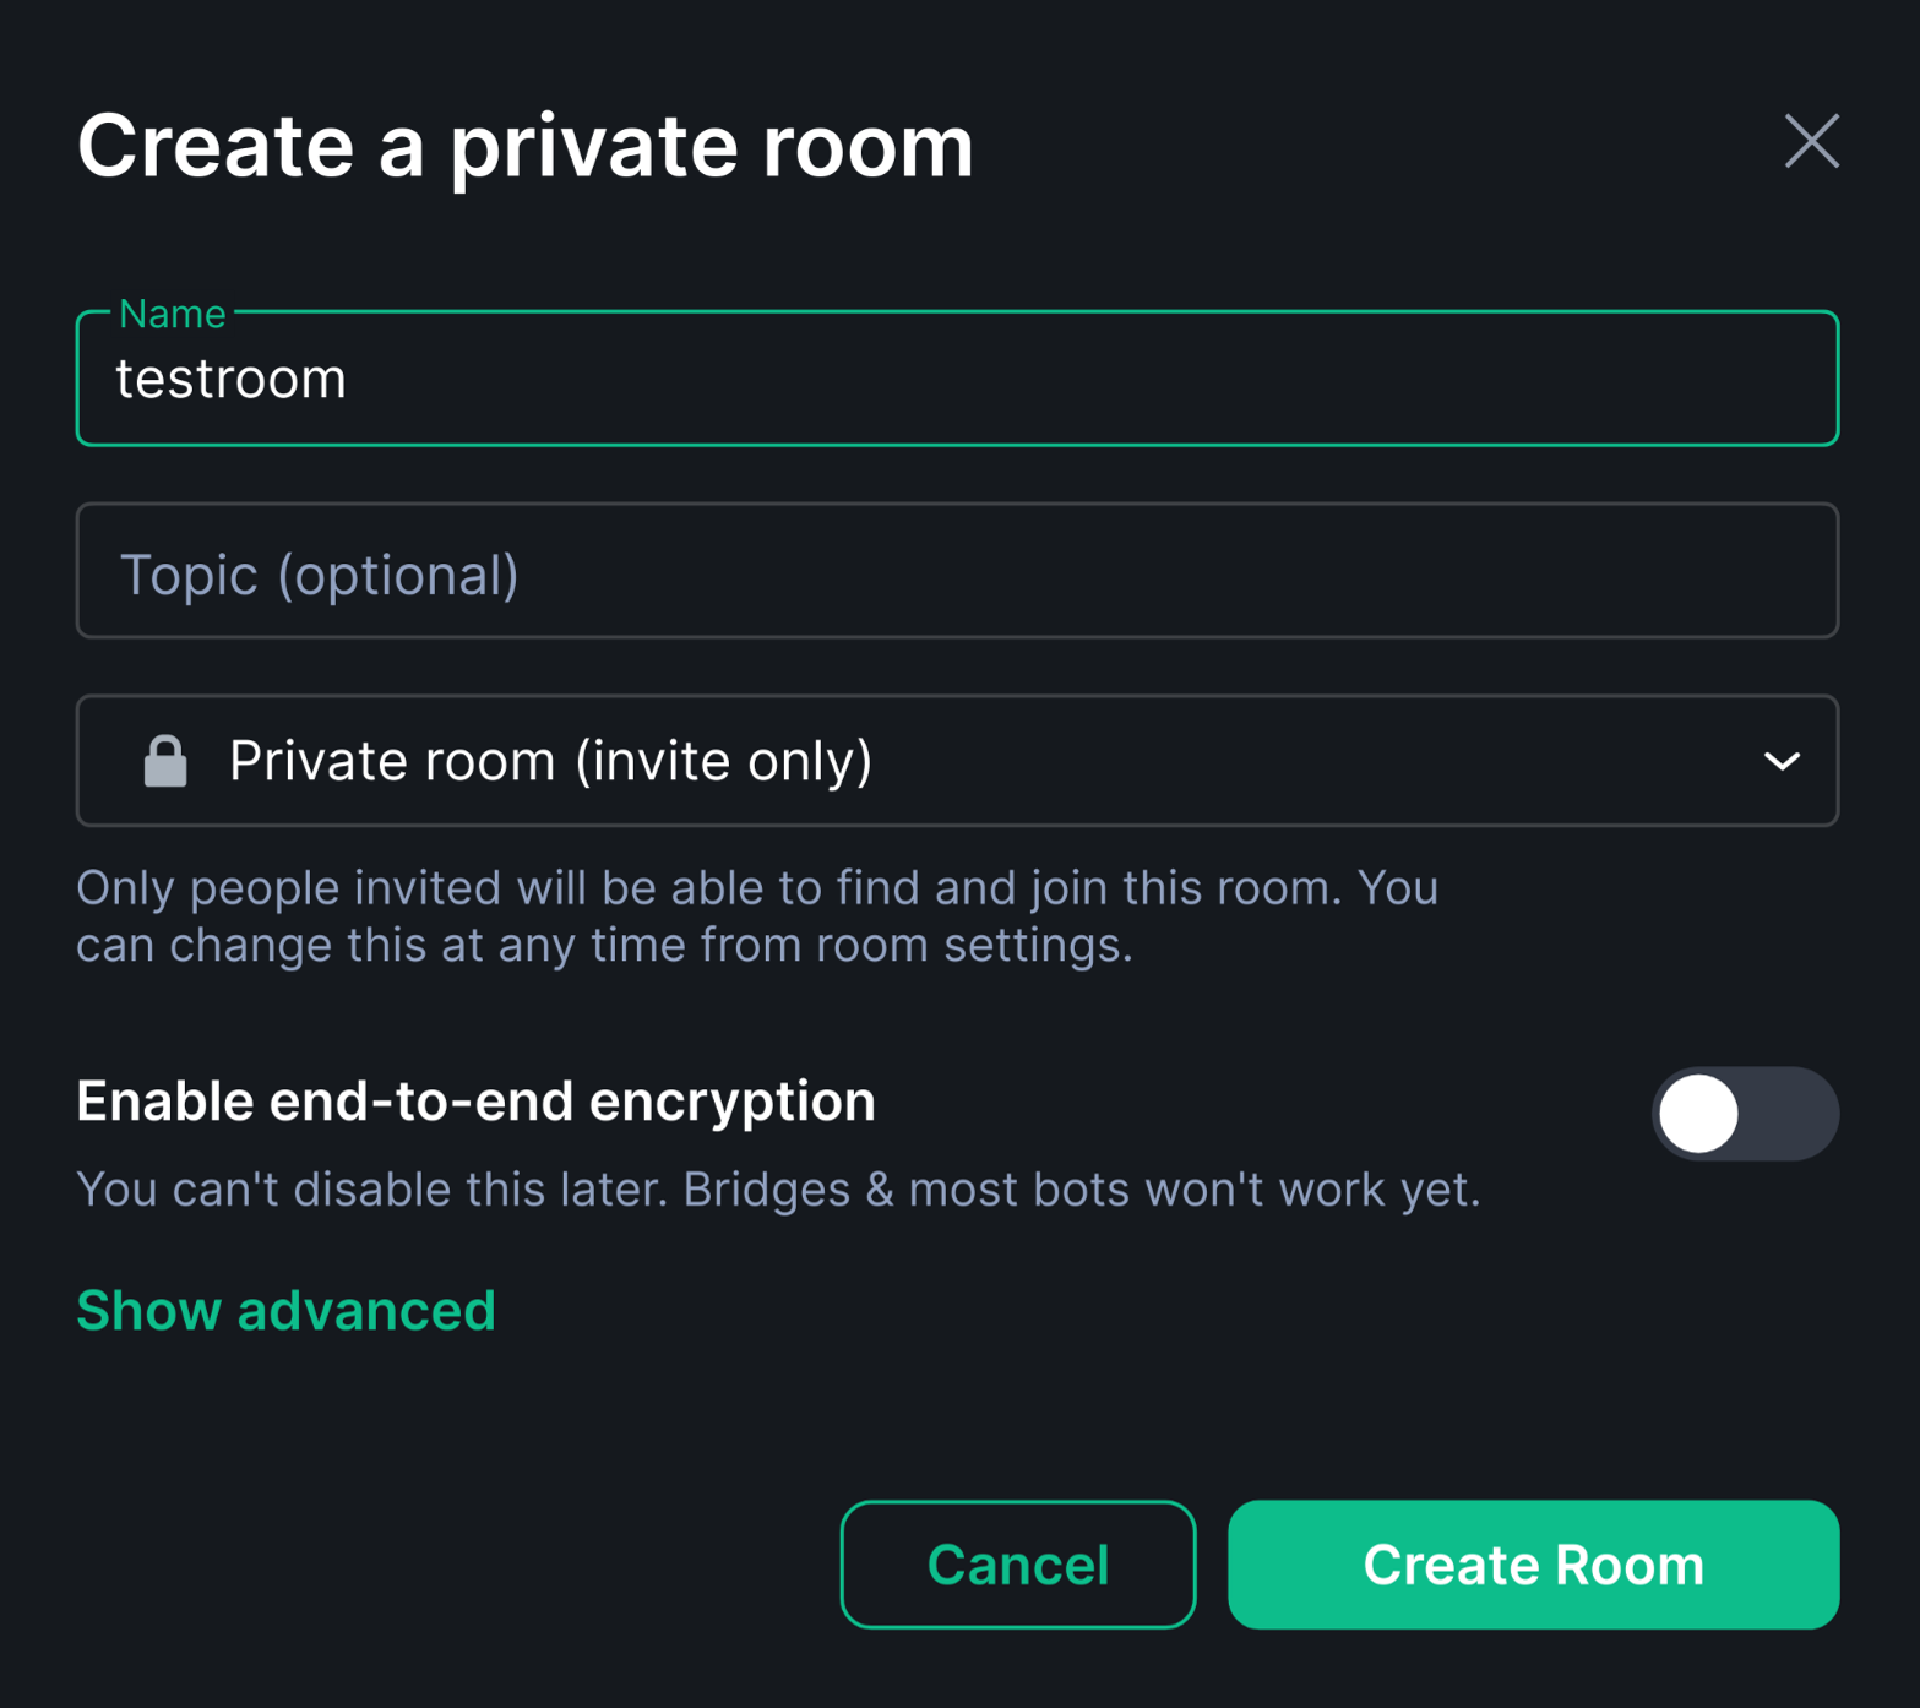 Create a private room
Name
testroom
Topic (optional)
Private room (invite only)
Only people invited will be able to find and join this room. You
can change this at any time from room settings.
Enable end-to-end encryption
You can't disable this later. Bridges & most bots won't work yet.
Show advanced
Cancel
Create Room